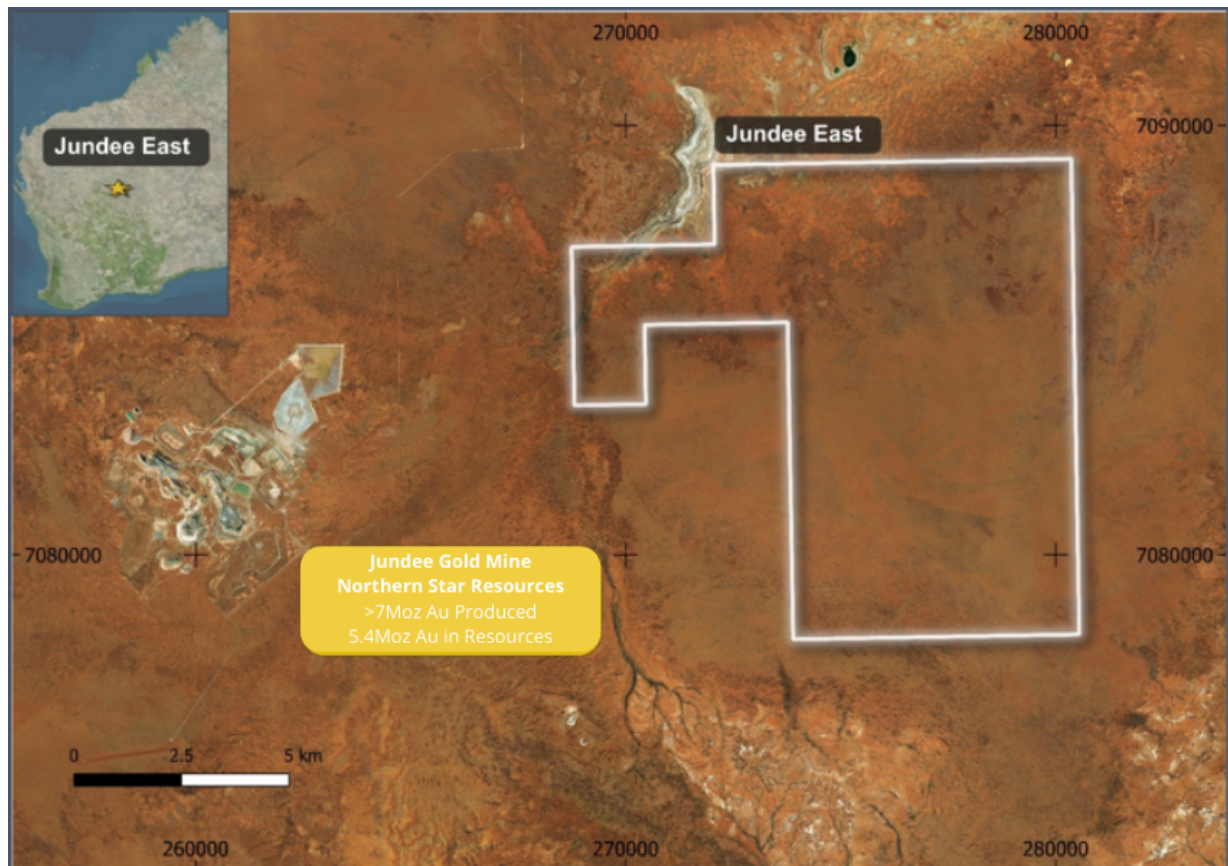 270000
280000
Jundee East
Jundee East
7090000
7080000
7080000
Jundee Gold Mine
Northern Star Resources
>7Moz Au Produced
5.4Moz Au in Resources
0 2.5 5 km
260000
270000
280000